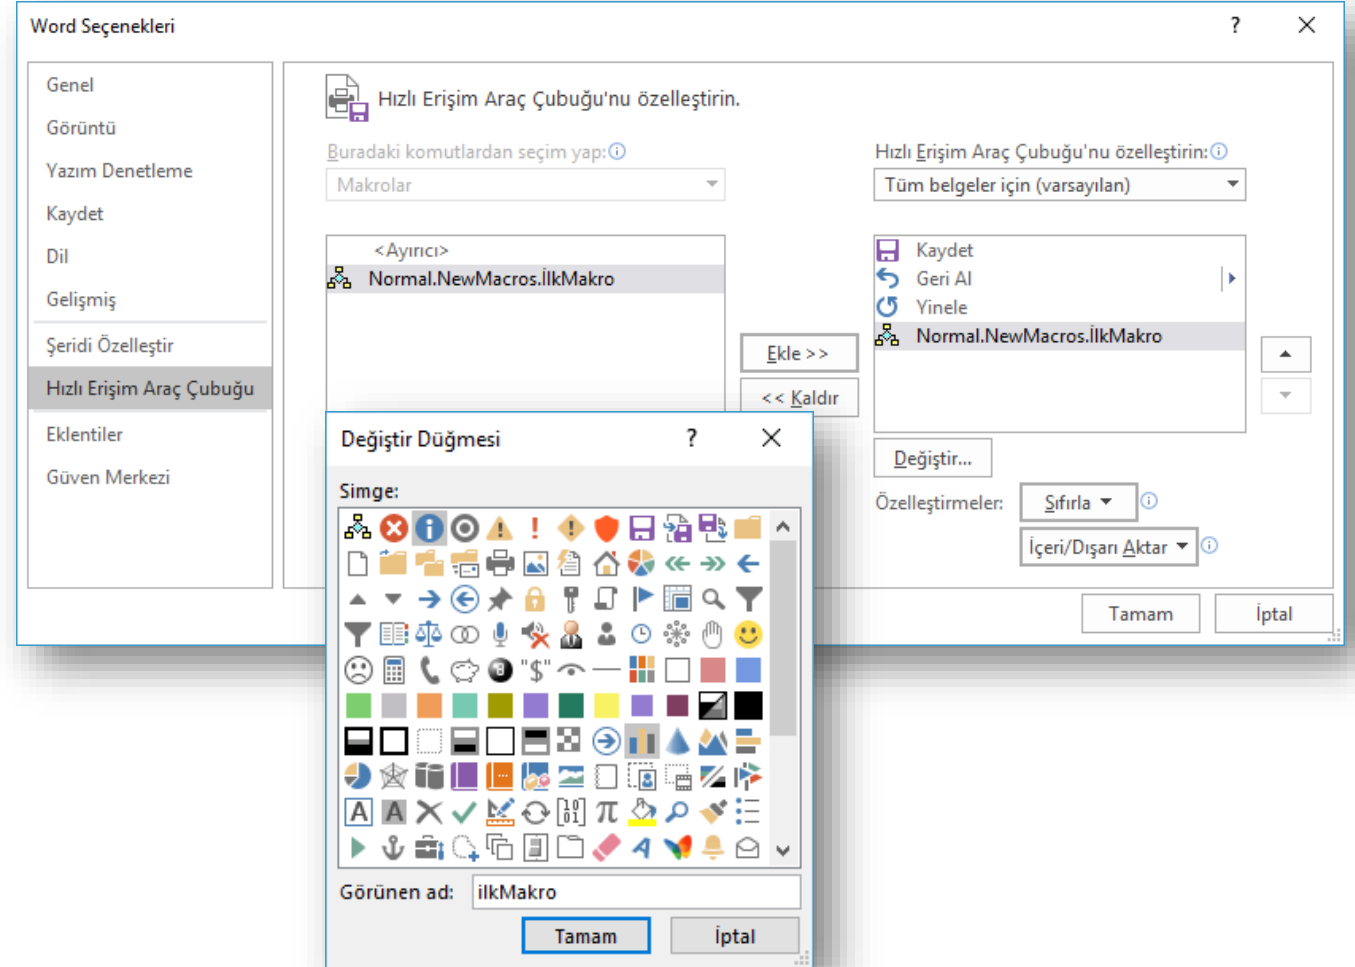 Word Seçenekleri
Genel
Görüntü
Yazım Denetleme
Kaydet
Dil
Gelişmiş
Şeridi Özelleştir
Hızlı Erişim Araç Çubuğu
Eklentiler
Güven Merkezi
Hızlı Erişim Araç Çubuğu'nu özelleştirin.
Buradaki komutlardan seçim yap:
Makrolar
<Ayırıcı>
Normal.NewMacros.İlkMakro
Ekle >>
<< Kaldır
Hızlı Erişim Araç Çubuğu'nu özelleştirin:
Tüm belgeler için (varsayılan)
Kaydet
Geri Al
Yinele
Normal.NewMacros.İlkMakro
Değiştir...
Özelleştirmeler: Sıfırla
İçeri/Dışarı Aktar
Tamam İptal
Değiştir Düğmesi
Simge:
Görünen ad: ilkMakro
Tamam İptal